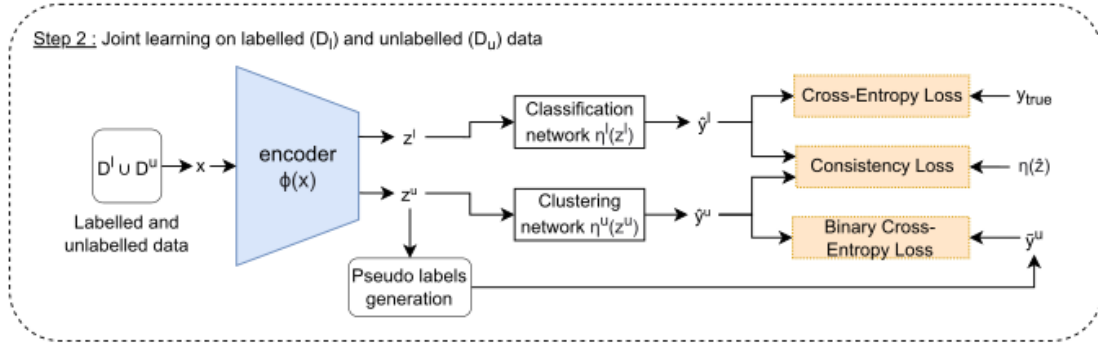 Step 2 : Joint learning on labelled (D_l) and unlabelled (D_u) data
D^l ∪ D^u
x
Labelled and
unlabelled data
encoder
ϕ(x)
z^l
z^u
Classification
network η^l(z^l)
Clustering
network η^u(z^u)
Pseudo labels
generation
ŷ^l
ŷ^u
Cross-Entropy Loss
Consistency Loss
Binary Cross-
Entropy Loss
y_true
η(ẑ)
ỹ^u